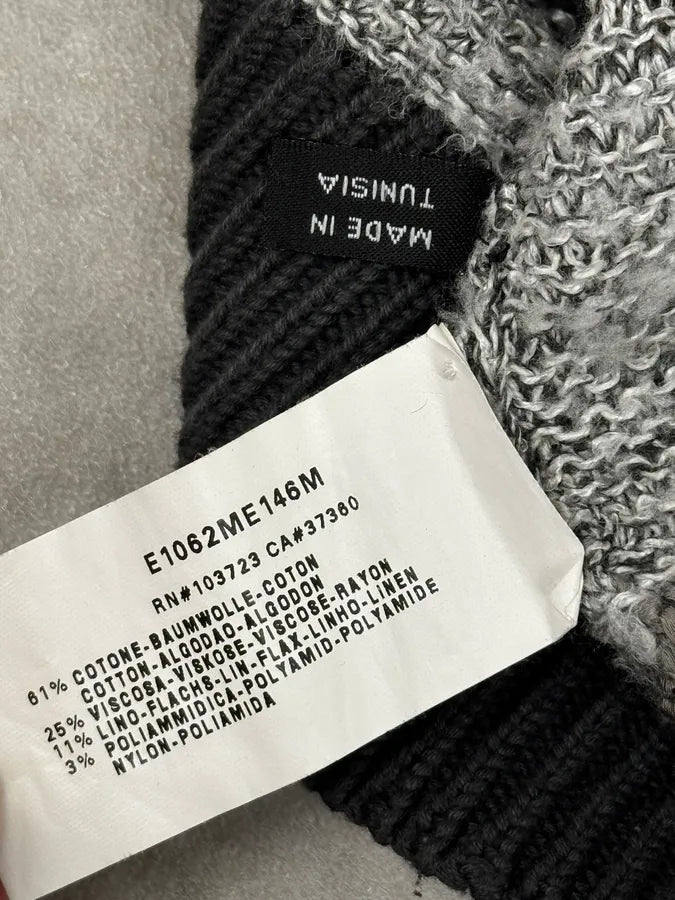 MADE IN
TUNISIA
E1062ME146M
RN#103723 CA#37360
61% COTONE-BAUMWOLLE-COTON
COTTON-ALGODAO-ALGODON
25% VISCOSA-VISKOSE-VISCOSE-RAYON
11% LINO-FLACHS-LIN-FLAX-LINHO-LINEN
3% POLIAMMIDICA-POLYAMID-POLYAMIDE
NYLON-POLIAMIDA